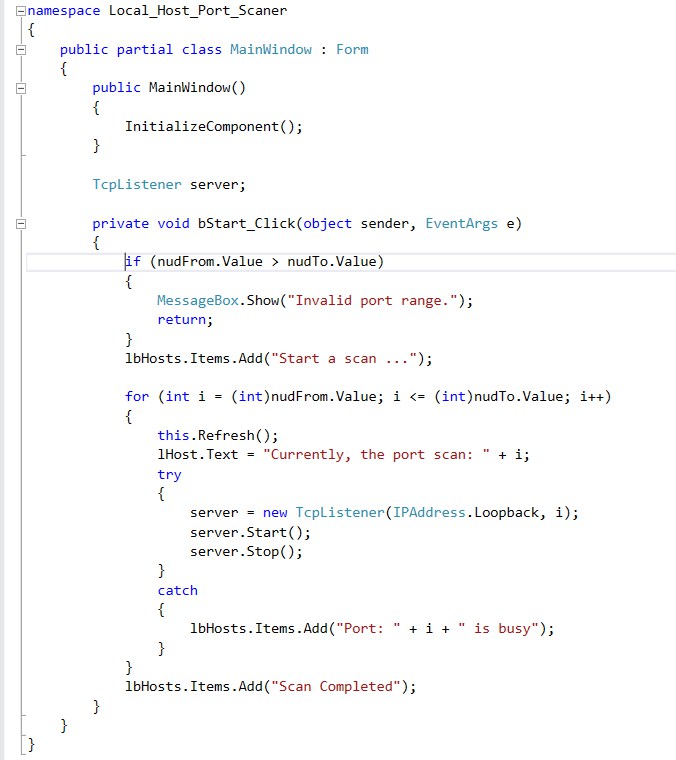 namespace Local_Host_Port_Scaner
{
    public partial class MainWindow : Form
    {
        public MainWindow()
        {
            InitializeComponent();
        }

        TcpListener server;

        private void bStart_Click(object sender, EventArgs e)
        {
            if (nudFrom.Value > nudTo.Value)
            {
                MessageBox.Show("Invalid port range.");
                return;
            }
            lbHosts.Items.Add("Start a scan ...");

            for (int i = (int)nudFrom.Value; i <= (int)nudTo.Value; i++)
            {
                this.Refresh();
                lHost.Text = "Currently, the port scan: " + i;
                try
                {
                    server = new TcpListener(IPAddress.Loopback, i);
                    server.Start();
                    server.Stop();
                }
                catch
                {
                    lbHosts.Items.Add("Port: " + i + " is busy");
                }
            }
            lbHosts.Items.Add("Scan Completed");
        }
    }
}